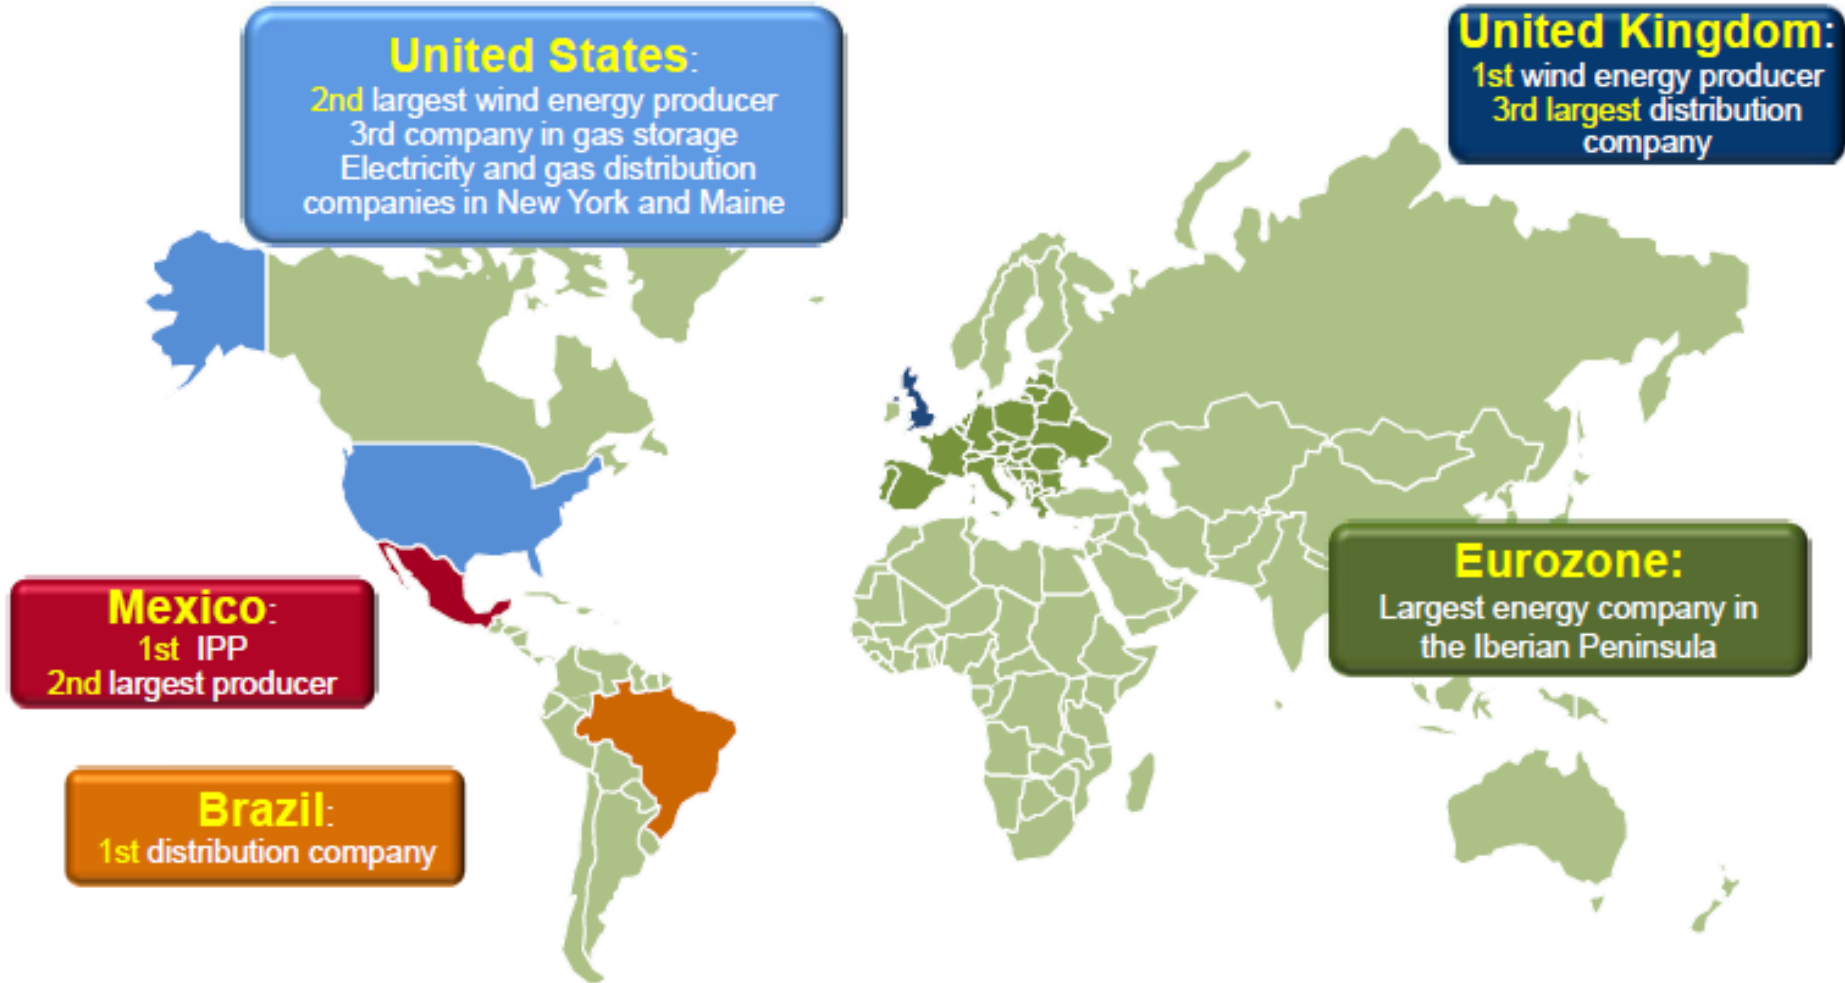 United States:
2nd largest wind energy producer
3rd company in gas storage
Electricity and gas distribution
companies in New York and Maine
United Kingdom:
1st wind energy producer
3rd largest distribution
company
Mexico:
1st IPP
2nd largest producer
Eurozone:
Largest energy company in
the Iberian Peninsula
Brazil:
1st distribution company